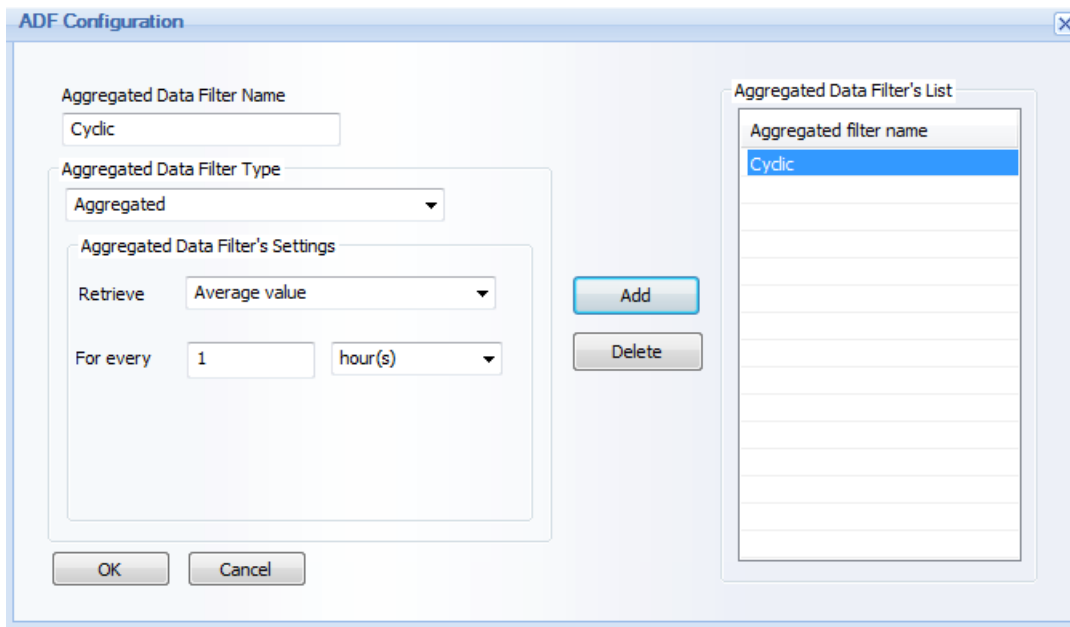 ADF Configuration
Aggregated Data Filter Name
Cyclic
Aggregated Data Filter Type
Aggregated
Aggregated Data Filter's Settings
Retrieve Average value
For every 1 hour(s)
OK Cancel
Add
Delete
Aggregated Data Filter's List
Aggregated filter name
Cyclic